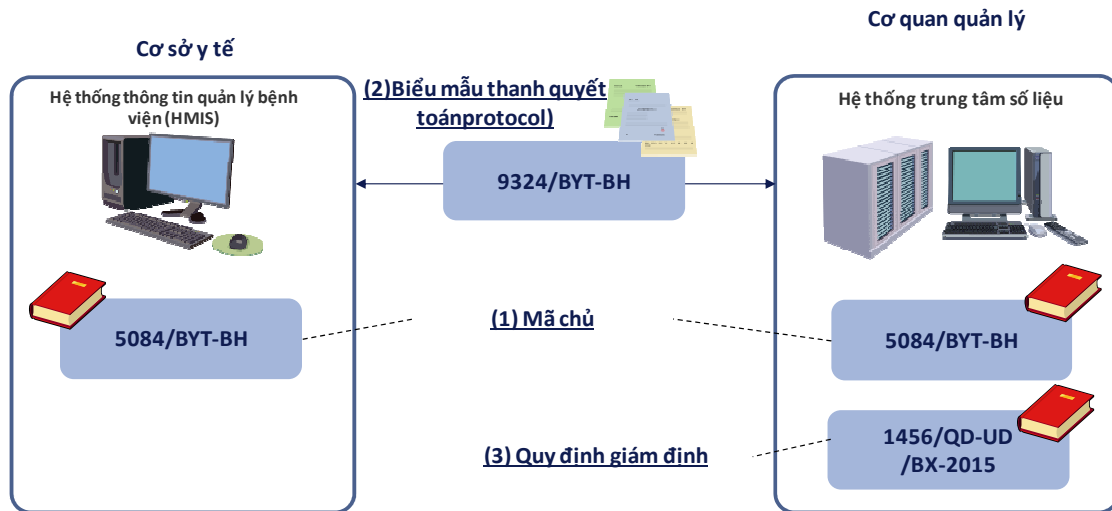 Cơ sở y tế
Hệ thống thông tin quản lý bệnh
viện (HMIS)
5084/BYT-BH
(2)Biểu mẫu thanh quyết
toánprotocol)
9324/BYT-BH
(1) Mã chủ
(3) Quy định giám định
Cơ quan quản lý
Hệ thống trung tâm số liệu
5084/BYT-BH
1456/QD-UD
/BX-2015